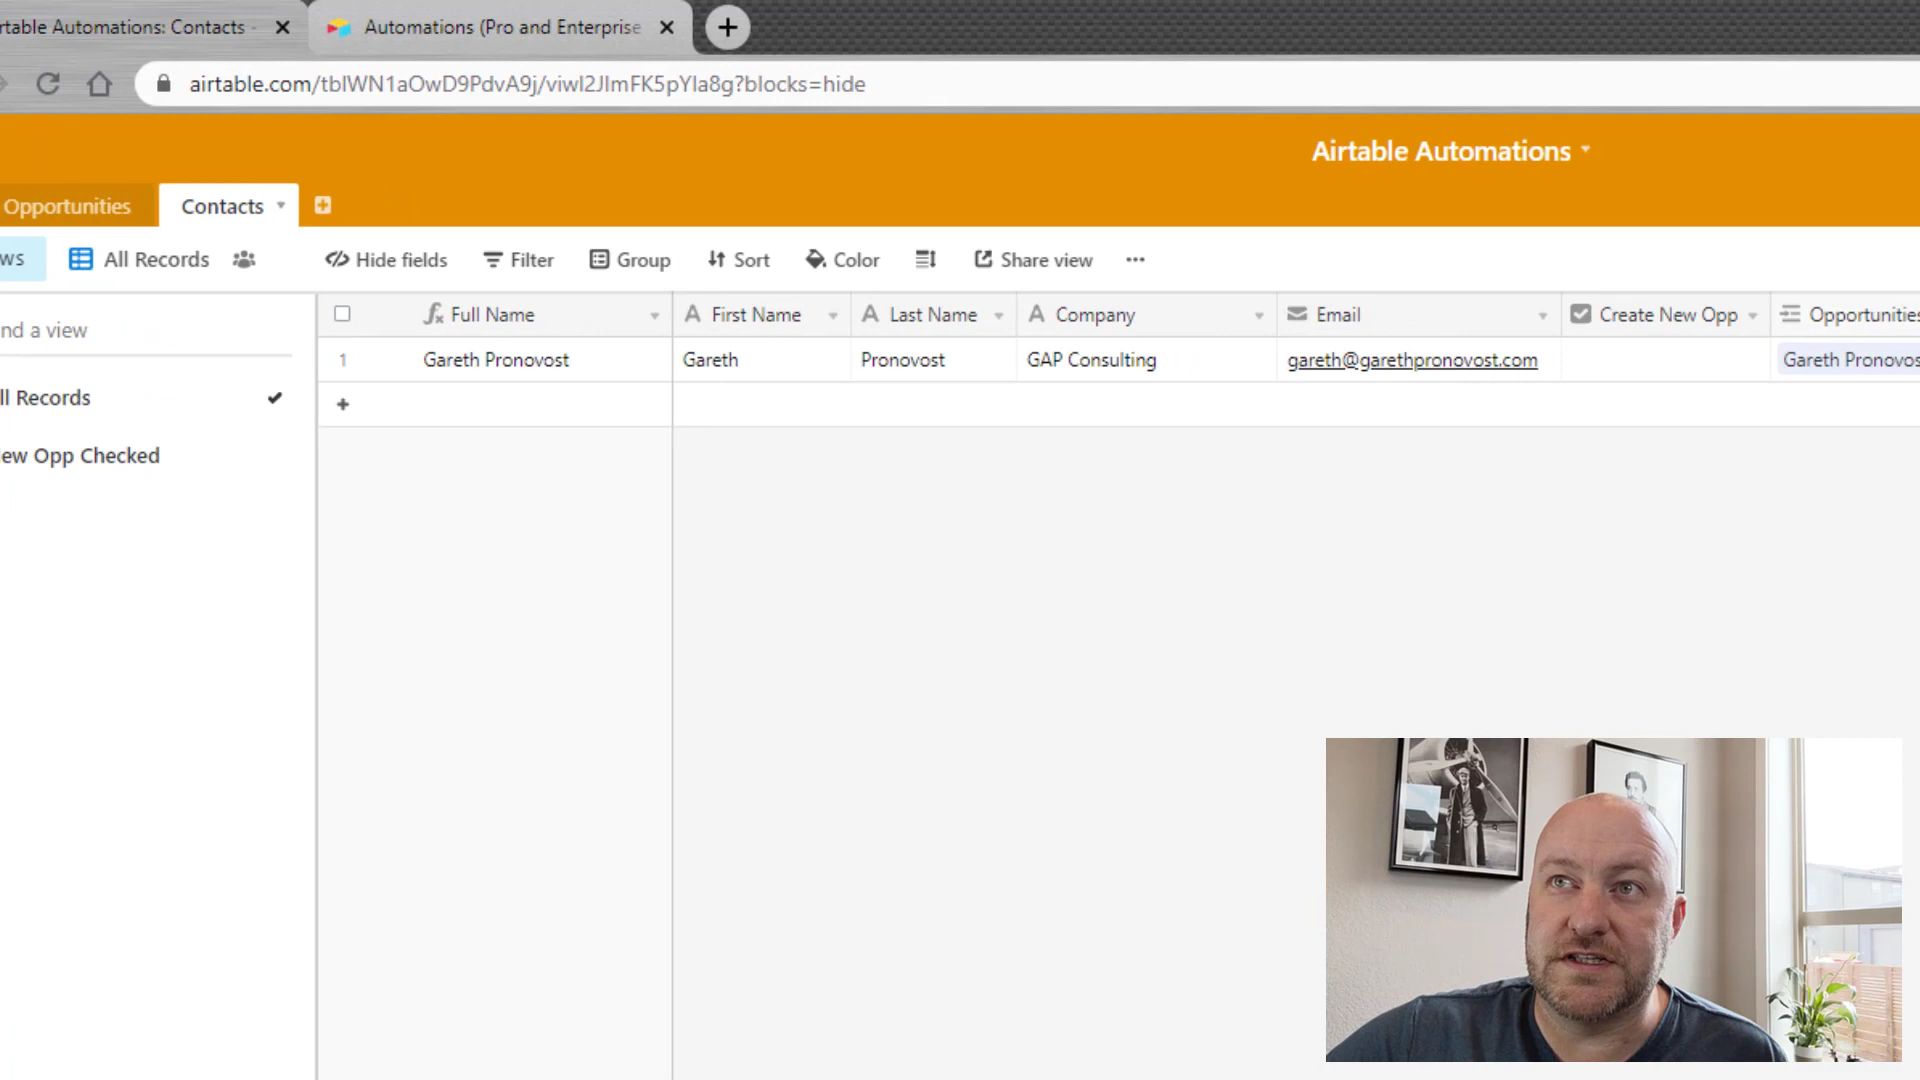 rtable Automations: Contacts -
Automations (Pro and Enterprise
airtable.com/tblWN1aOwD9PdvA9j/viwl2JlmFK5pYla8g?blocks=hide
Airtable Automations
Opportunities
Contacts
ws
All Records
Hide fields
Filter
Group
Sort
Color
Share view
Full Name
First Name
Last Name
Company
Email
Create New Opp
Opportunities
nd a view
1
Gareth Pronovost
Gareth
Pronovost
GAP Consulting
gareth@garethpronovost.com
Gareth Pronovos
ll Records
ew Opp Checked